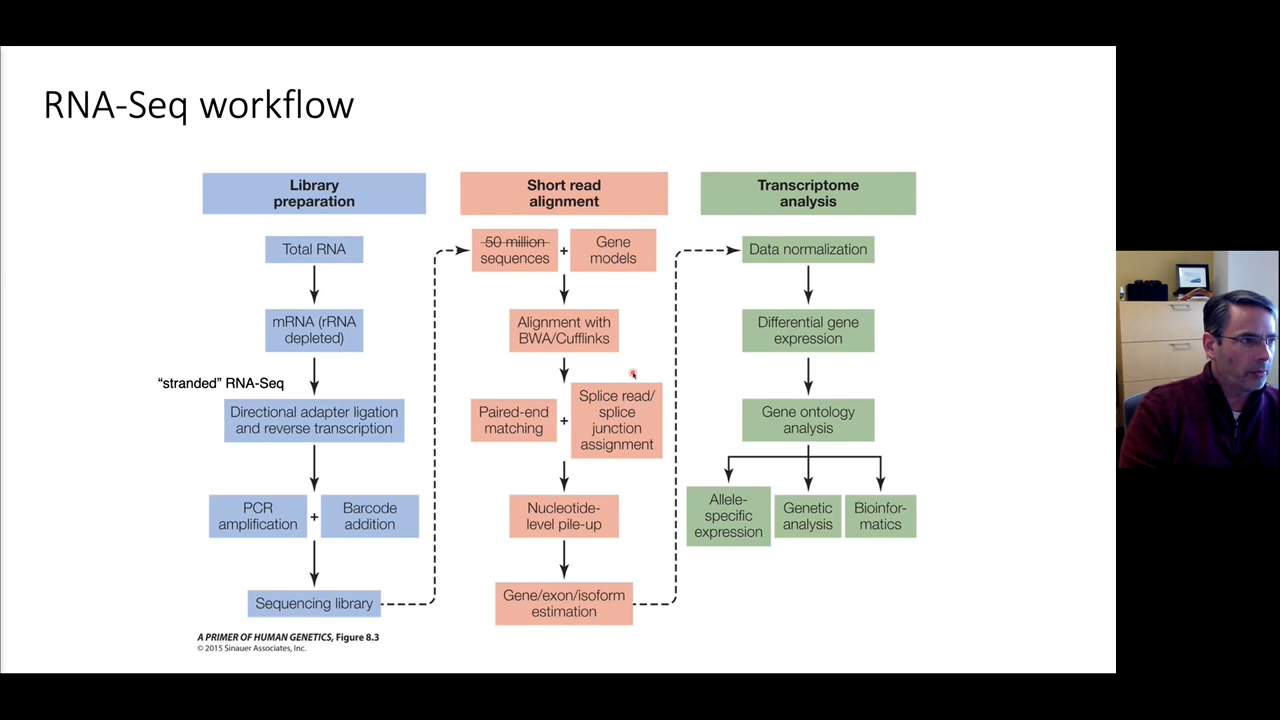 RNA-Seq workflow
Library
preparation
Total RNA
mRNA (rRNA
depleted)
“stranded” RNA-Seq
Directional adapter ligation
and reverse transcription
PCR
amplification
+
Barcode
addition
Sequencing library
Short read
alignment
50 million
sequences
+
Gene
models
Alignment with
BWA/Cufflinks
Paired-end
matching
+
Splice read/
splice
junction
assignment
Nucleotide-
level pile-up
Gene/exon/isoform
estimation
Transcriptome
analysis
Data normalization
Differential gene
expression
Gene ontology
analysis
Allele-
specific
expression
Genetic
analysis
Bioinfor-
matics
A PRIMER OF HUMAN GENETICS, Figure 8.3
© 2015 Sinauer Associates, Inc.